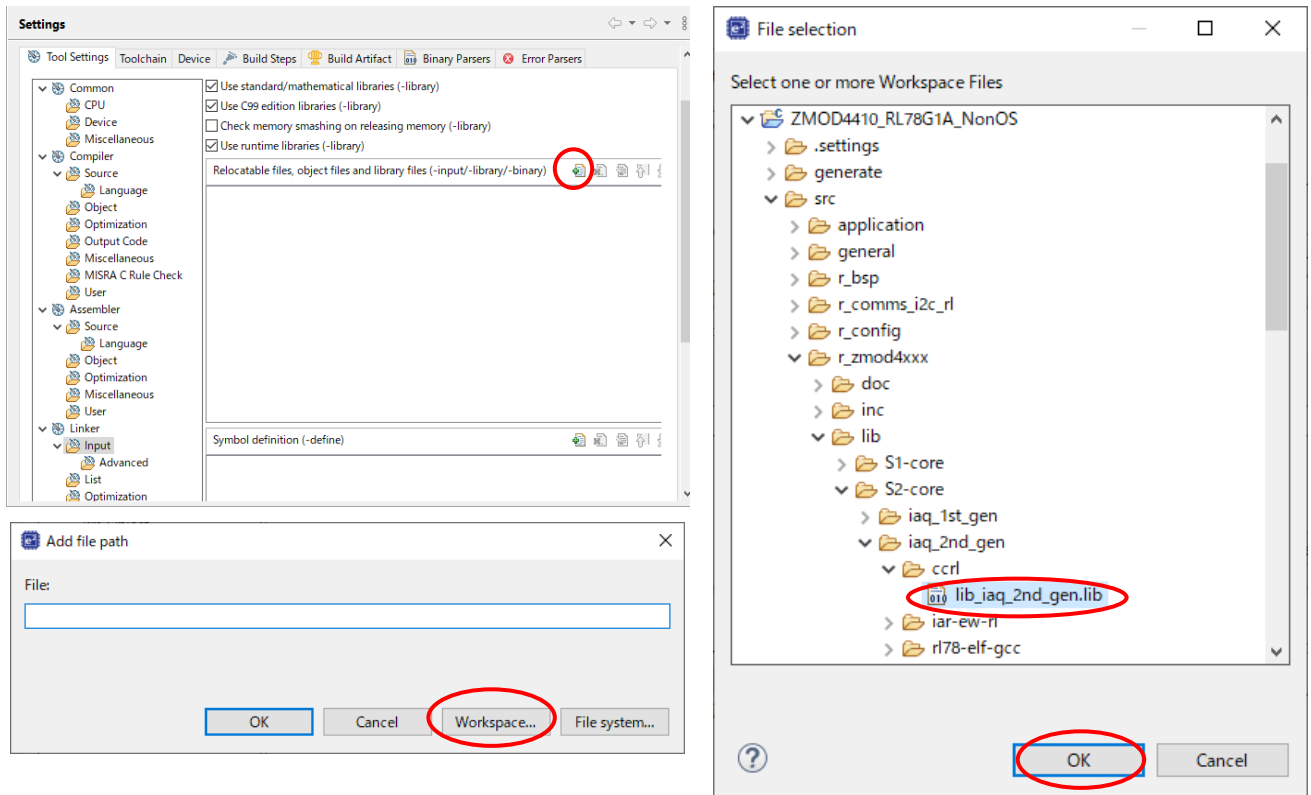 Settings
Tool Settings Toolchain Device Build Steps Build Artifact Binary Parsers Error Parsers
Common
CPU
Device
Miscellaneous
Compiler
Source
Language
Object
Optimization
Output Code
Miscellaneous
MISRA C Rule Check
User
Assembler
Source
Language
Object
Optimization
Miscellaneous
User
Linker
Input
Advanced
List
Optimization
Use standard/mathematical libraries (-library)
Use C99 edition libraries (-library)
Check memory smashing on releasing memory (-library)
Use runtime libraries (-library)
Relocatable files, object files and library files (-input/-library/-binary)
Symbol definition (-define)
Add file path
File:
OK Cancel Workspace... File system...
File selection
Select one or more Workspace Files
ZMOD4410_RL78G1A_NonOS
.settings
generate
src
application
general
r_bsp
r_comms_i2c_rl
r_config
r_zmod4xxx
doc
inc
lib
S1-core
S2-core
iaq_1st_gen
iaq_2nd_gen
ccrl
lib_iaq_2nd_gen.lib
iar-ew-rl
rl78-elf-gcc
OK Cancel